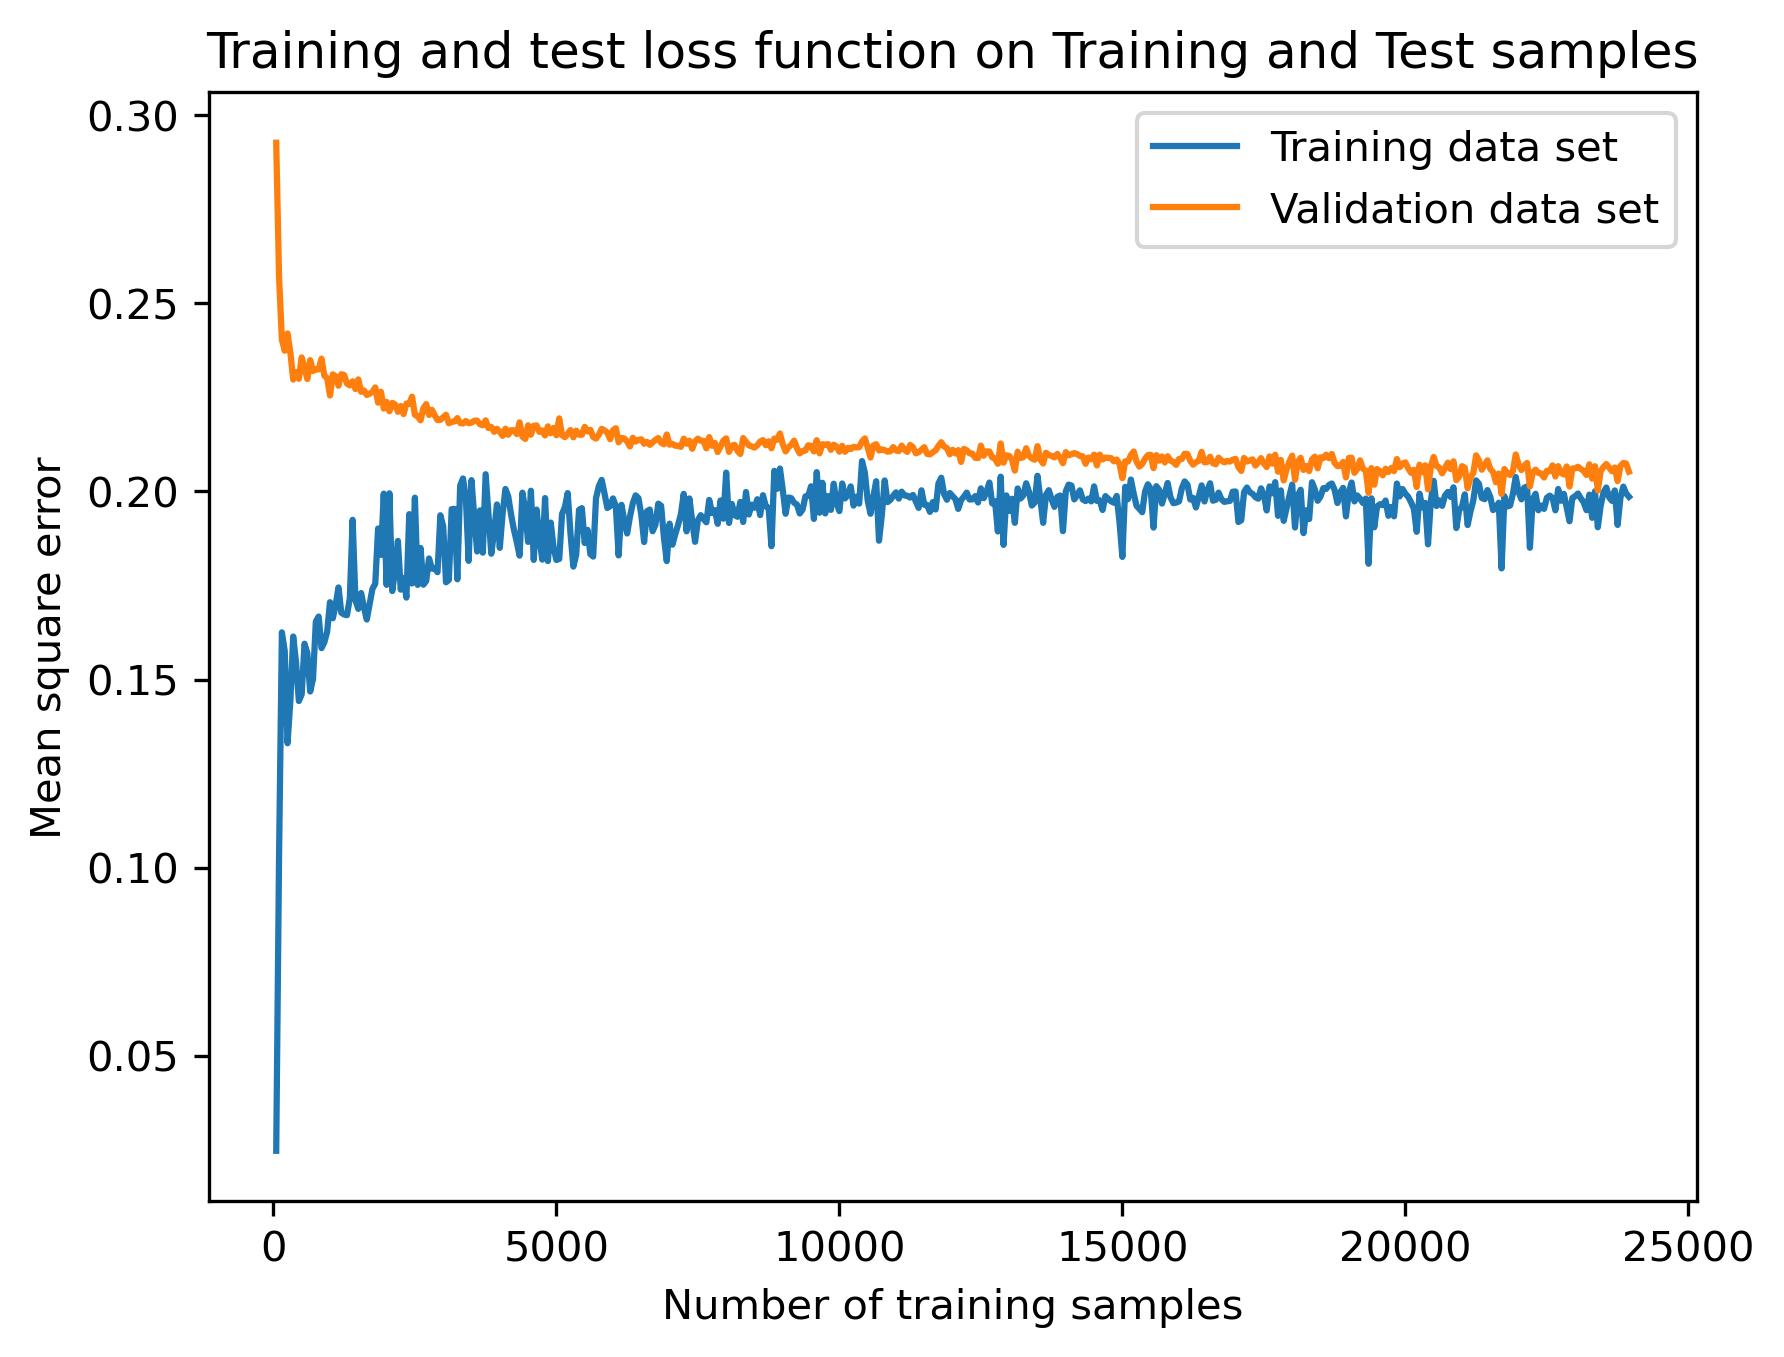 Training and test loss function on Training and Test samples
Training data set
Validation data set
0.30
0.25
0.20
0.15
0.10
0.05
Mean square error
0
5000
10000
15000
20000
25000
Number of training samples